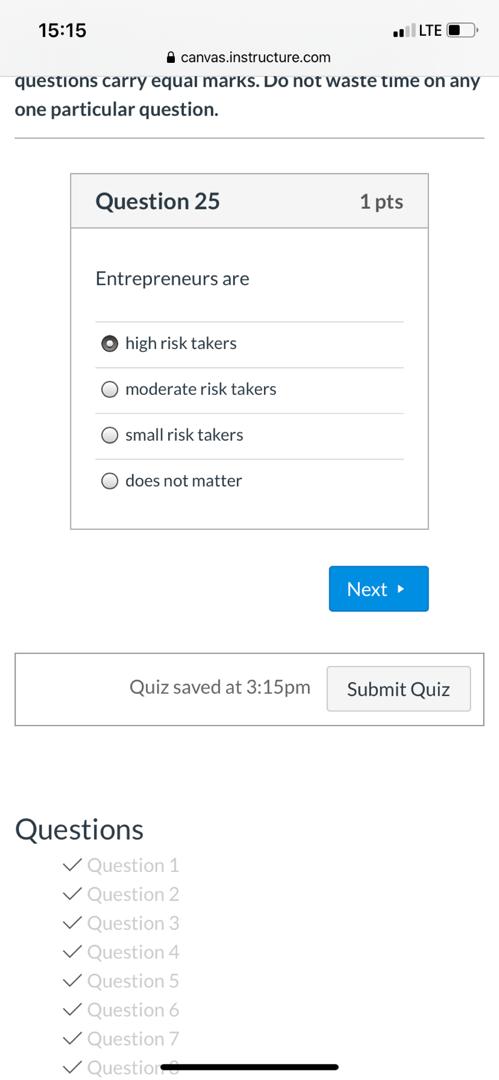 15:15
LTE
canvas.instructure.com
questions carry equal marks. Do not waste time on any
one particular question.
Question 25
1 pts
Entrepreneurs are
high risk takers
moderate risk takers
small risk takers
does not matter
Next
Quiz saved at 3:15pm
Submit Quiz
Questions
Question 1
Question 2
Question 3
Question 4
Question 5
Question 6
Question 7
Question 8